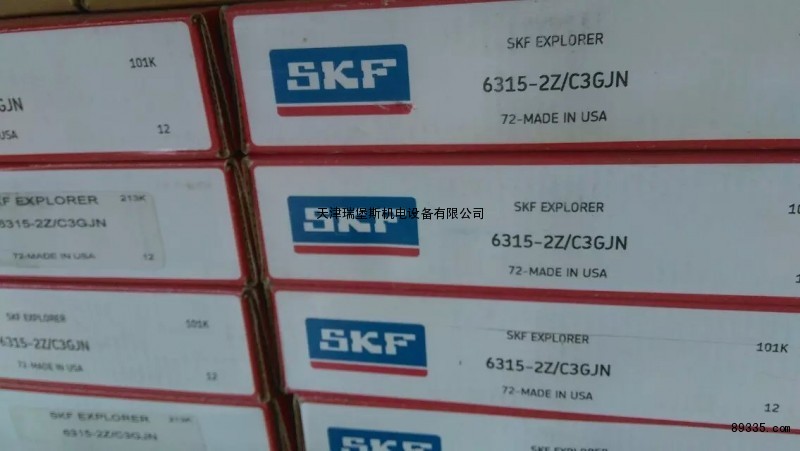 101K
GJN
USA
12
SKF
SKF EXPLORER
6315-2Z/C3GJN
72-MADE IN USA
EXPLORER
213K
6315-2Z/C3GJN
72-MADE IN USA
12
SKF
SKF EXPLORER
6315-2Z/C3GJN
72-MADE IN USA
天津瑞堡斯机电设备有限公司
SKF EXPLORER
101K
6315-2Z/C3GJN
72-MADE IN USA
12
SKF
SKF EXPLORER
6315-2Z/C3GJN
72-MADE IN USA
101K
12
SKF EXPLORER
213K
6315-2Z/C3GJN
SKF
SKF EXPLORER
89335.com